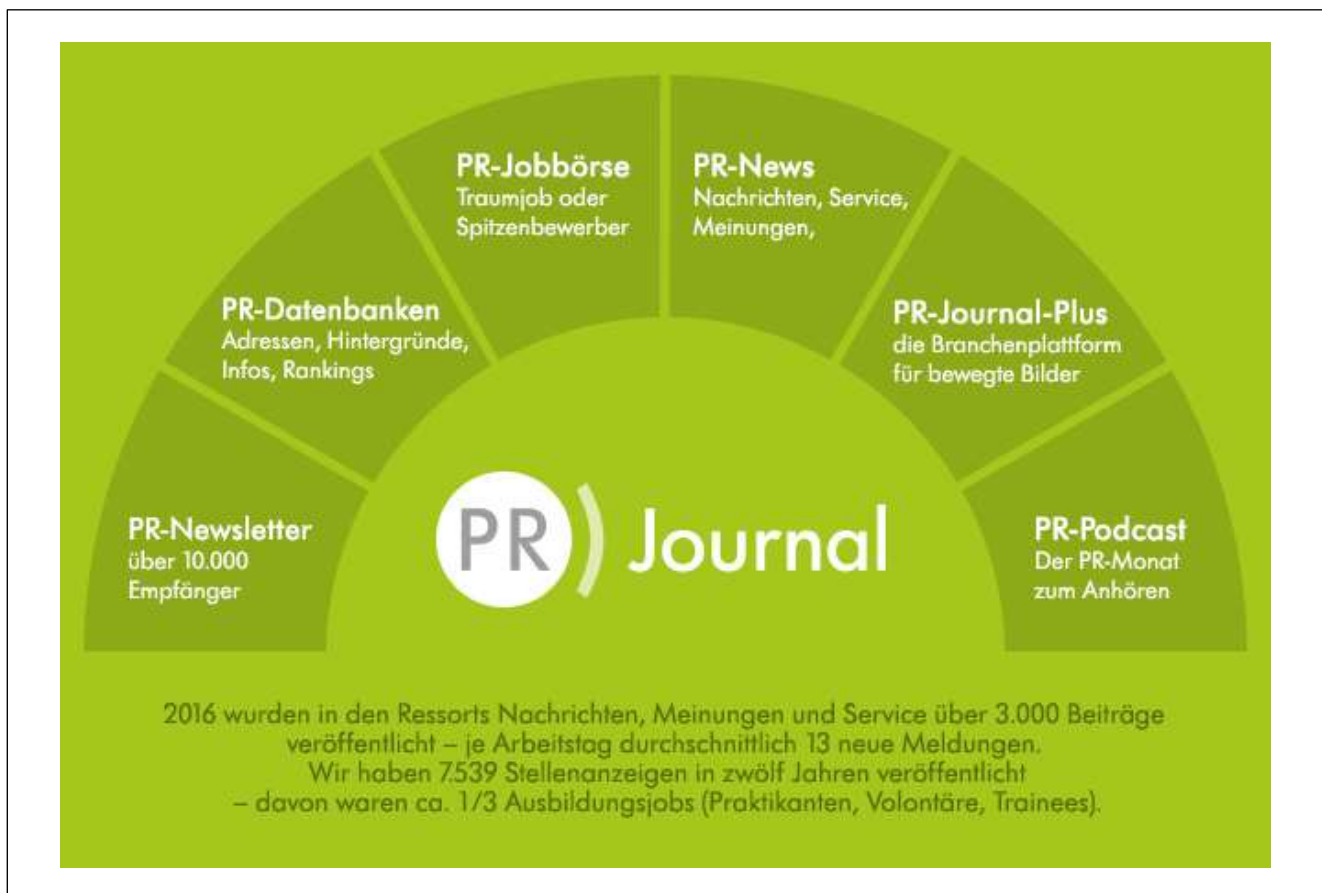 PR-Jobbörse
Traumjob oder
Spitzenbewerber
PR-News
Nachrichten, Service,
Meinungen,
PR-Datenbanken
Adressen, Hintergründe,
Infos, Rankings
PR-Journal-Plus
die Branchenplattform
für bewegte Bilder
PR-Newsletter
über 10.000
Empfänger
PR) Journal
PR-Podcast
Der PR-Monat
zum Anhören
2016 wurden in den Ressorts Nachrichten, Meinungen und Service über 3.000 Beiträge
veröffentlicht – je Arbeitstag durchschnittlich 13 neue Meldungen.
Wir haben 7.539 Stellenanzeigen in zwölf Jahren veröffentlicht
– davon waren ca. 1/3 Ausbildungsjobs (Praktikanten, Volontäre, Trainees).